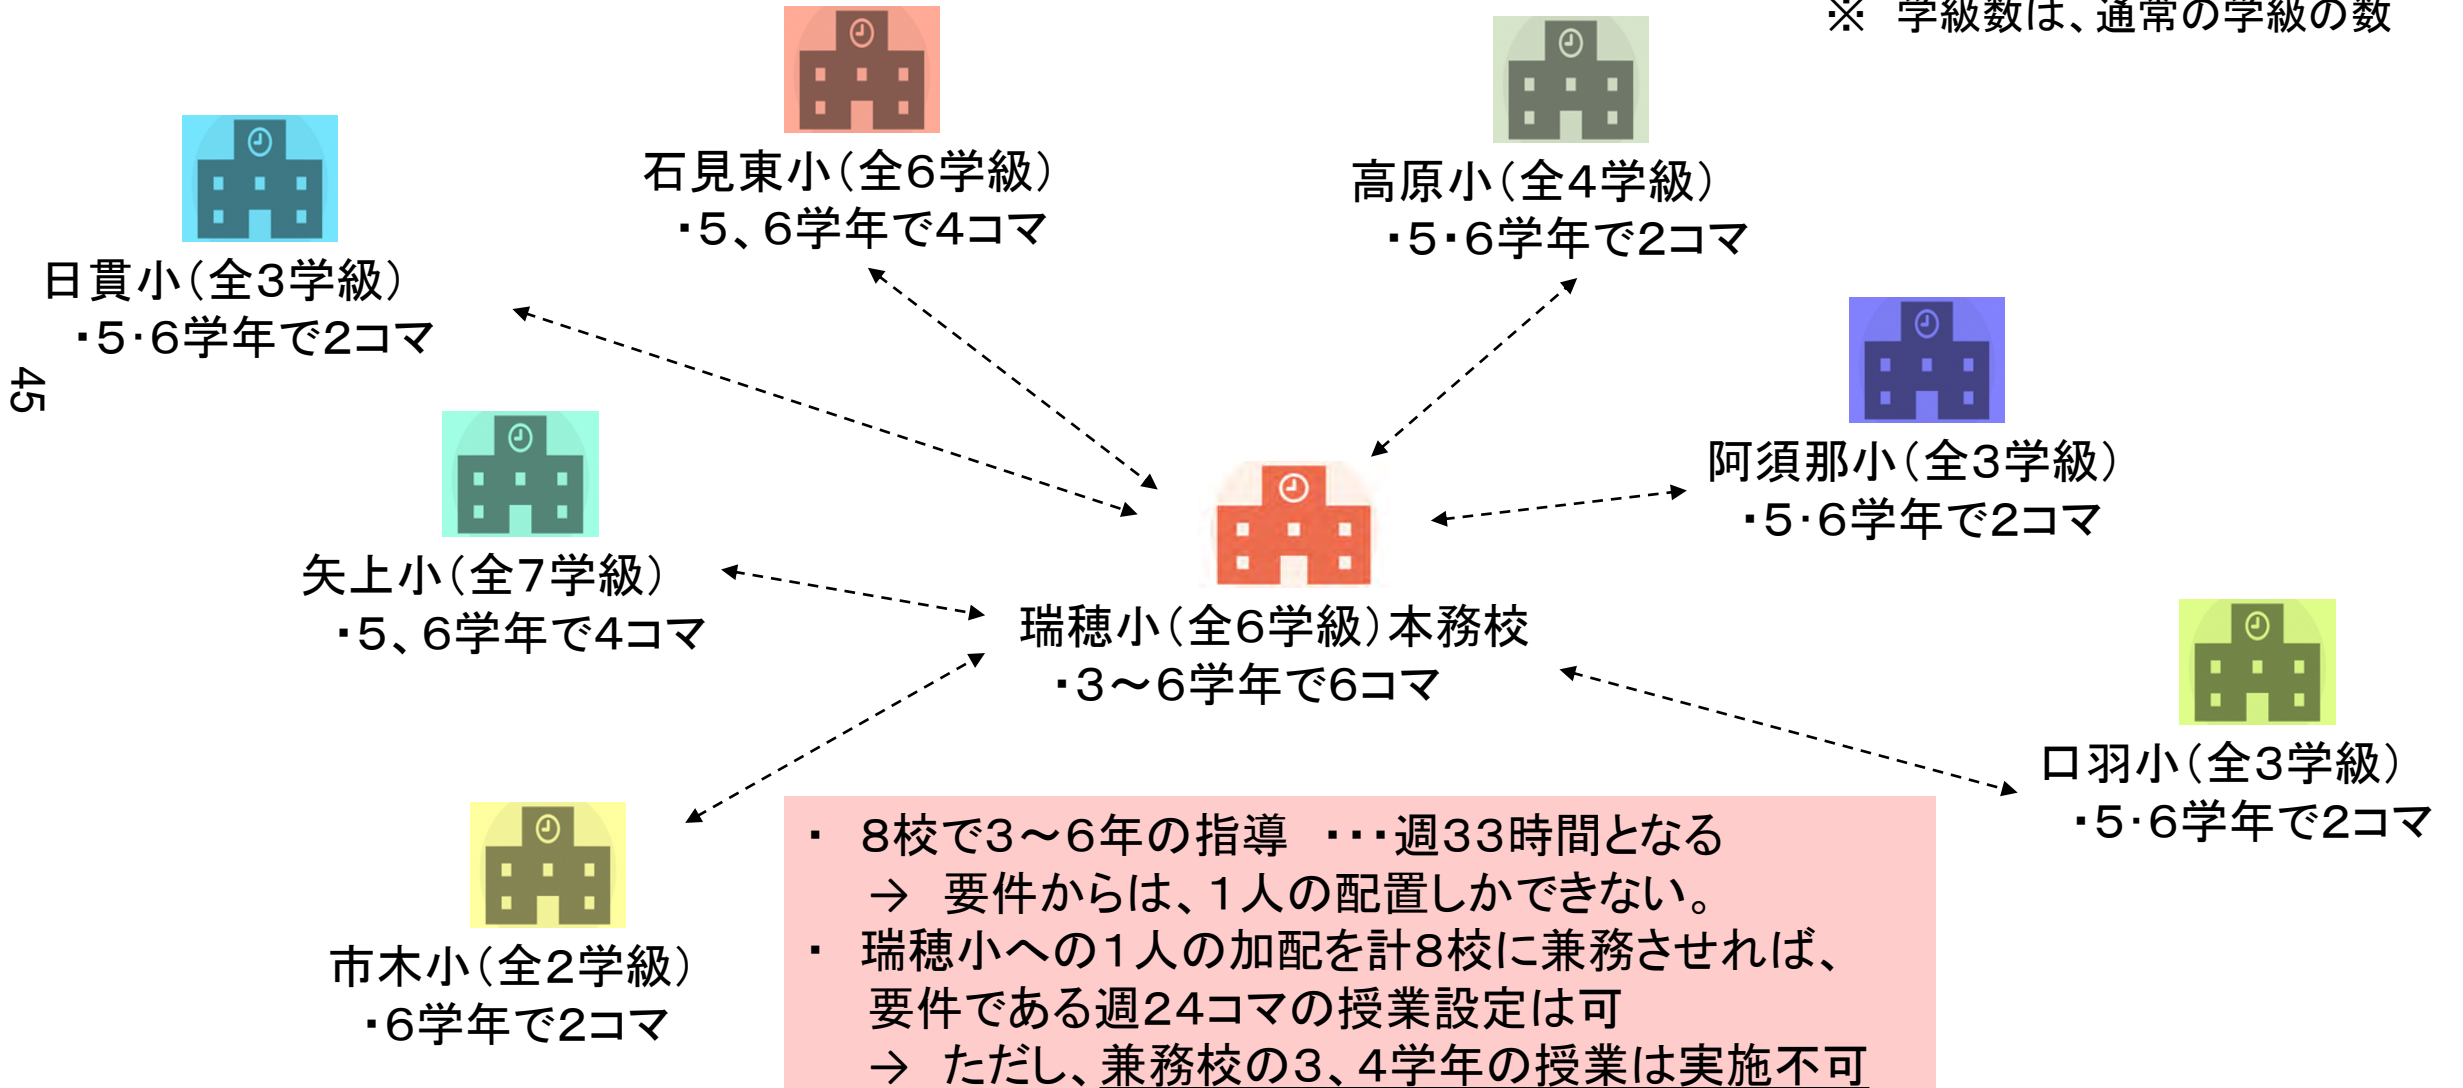 ※　学級数は、通常の学級の数
石見東小（全６学級）
・５、６学年で４コマ
高原小（全４学級）
・５・６学年で２コマ
日貫小（全３学級）
・５・６学年で２コマ
45
阿須那小（全３学級）
・５・６学年で２コマ
矢上小（全７学級）
・５、６学年で４コマ
瑞穂小（全６学級）本務校
・３～６学年で６コマ
口羽小（全３学級）
・５・６学年で２コマ
市木小（全２学級）
・６学年で２コマ
・　８校で３～６年の指導　・・・週３３時間となる
→　要件からは、１人の配置しかできない。
・　瑞穂小への１人の加配を計８校に兼務させれば、
要件である週２４コマの授業設定は可
→　ただし、兼務校の３、４学年の授業は実施不可